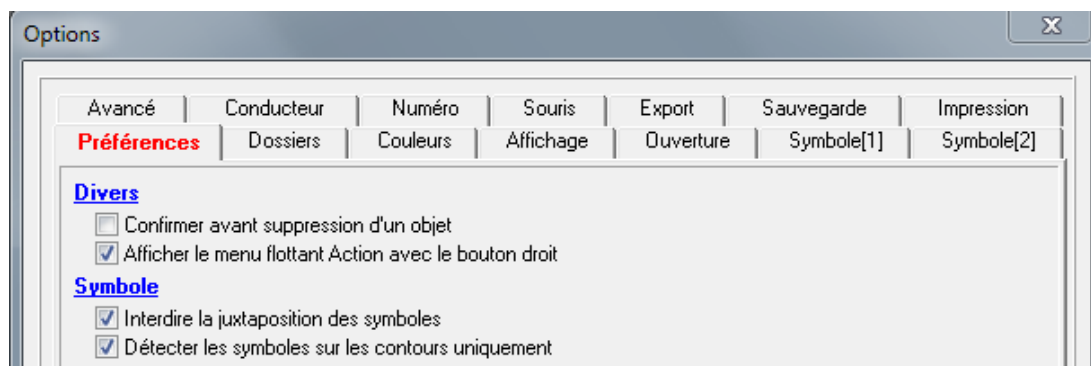 Options
Avancé Conducteur Numéro Souris Export Sauvegarde Impression
Préférences Dossiers Couleurs Affichage Ouverture Symbole[1] Symbole[2]
Divers
Confirmer avant suppression d'un objet
Afficher le menu flottant Action avec le bouton droit
Symbole
Interdire la juxtaposition des symboles
Détecter les symboles sur les contours uniquement